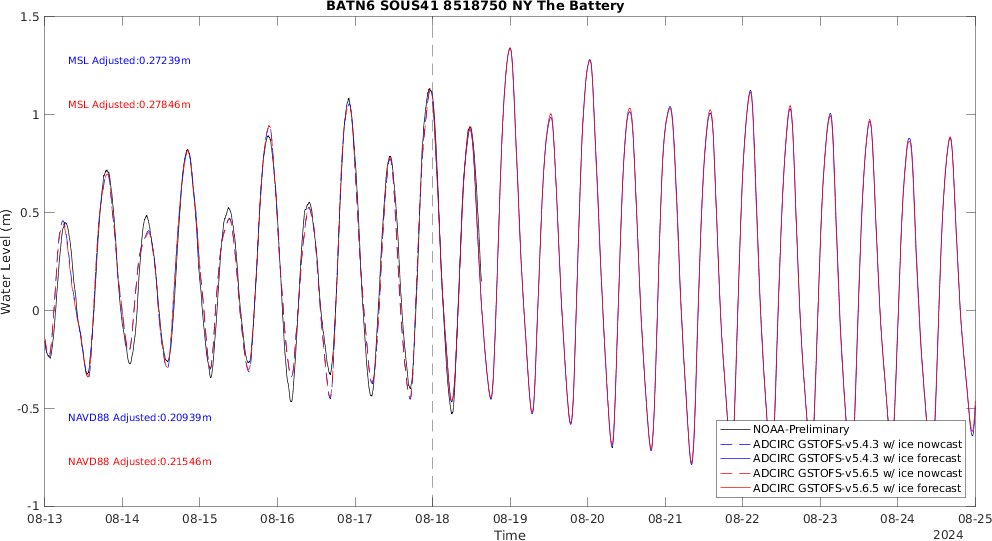 BATN6 SOUS41 8518750 NY The Battery
1.5
MSL Adjusted:0.27239m
MSL Adjusted:0.27846m
1
0.5
Water Level (m)
0
-0.5
NAVD88 Adjusted:0.20939m
NAVD88 Adjusted:0.21546m
NOAA-Preliminary
ADCIRC GSTOFS-v5.4.3 w/ ice nowcast
ADCIRC GSTOFS-v5.4.3 w/ ice forecast
ADCIRC GSTOFS-v5.6.5 w/ ice nowcast
ADCIRC GSTOFS-v5.6.5 w/ ice forecast
-1
08-13 08-14 08-15 08-16 08-17 08-18 08-19 08-20 08-21 08-22 08-23 08-24 08-25
Time
2024